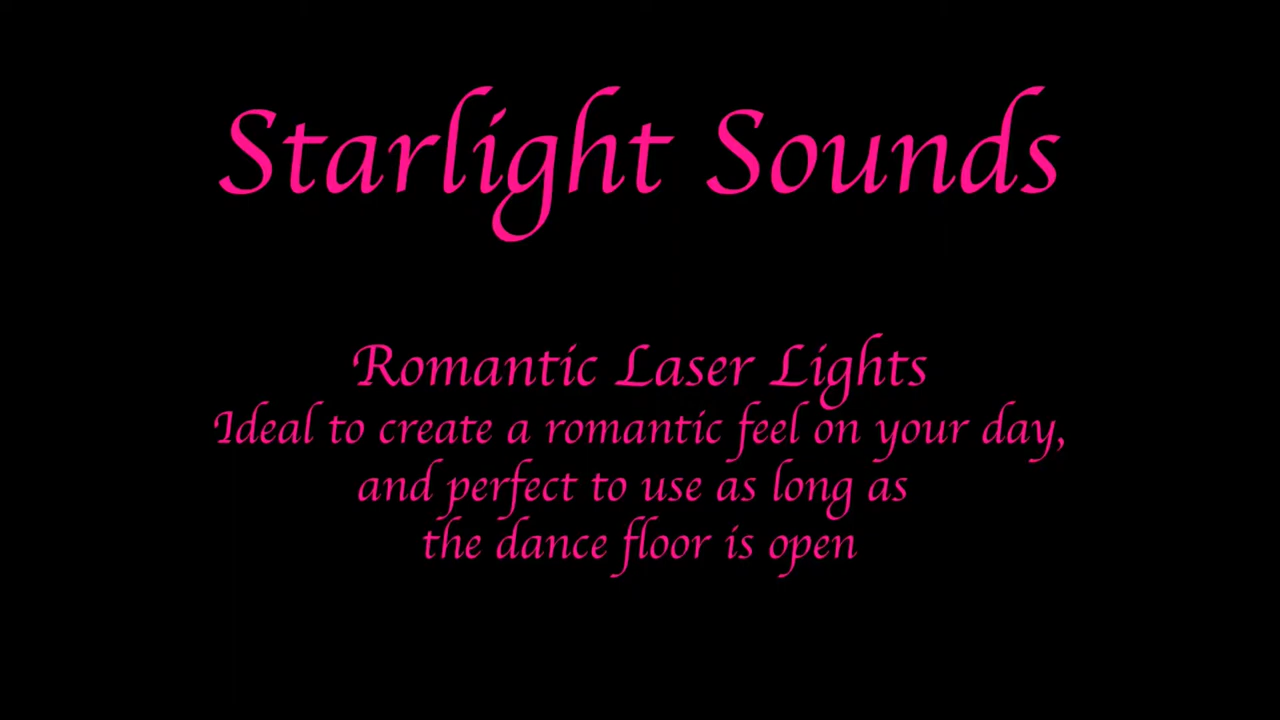 Starlight Sounds
Romantic Laser Lights
Ideal to create a romantic feel on your day,
and perfect to use as long as
the dance floor is open